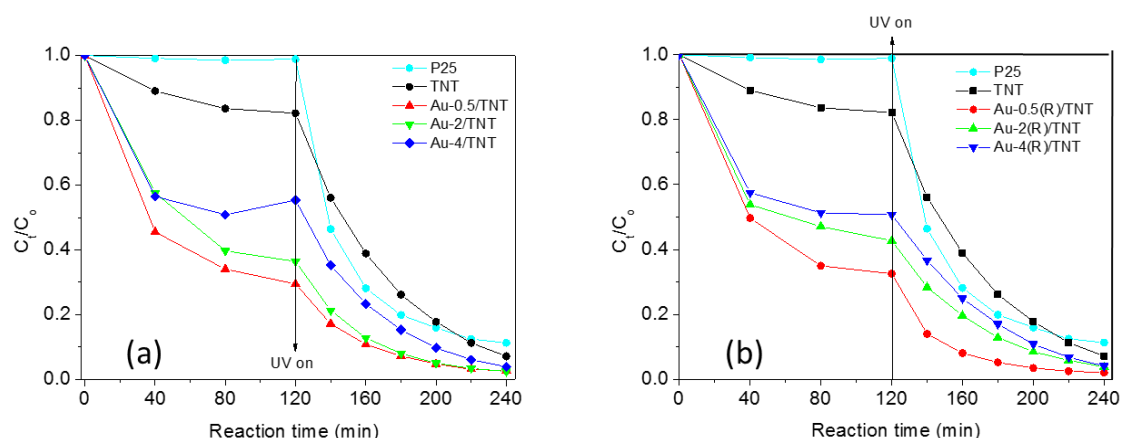 UV on
1.0
0.8
0.6
0.4
0.2
0.0
Ct/Co
P25
TNT
Au-0.5/TNT
Au-2/TNT
Au-4/TNT
(a)
UV on
0 40 80 120 160 200 240
Reaction time (min)
1.0
0.8
0.6
0.4
0.2
0.0
Ct/Co
P25
TNT
Au-0.5(R)/TNT
Au-2(R)/TNT
Au-4(R)/TNT
(b)
0 40 80 120 160 200 240
Reaction time (min)